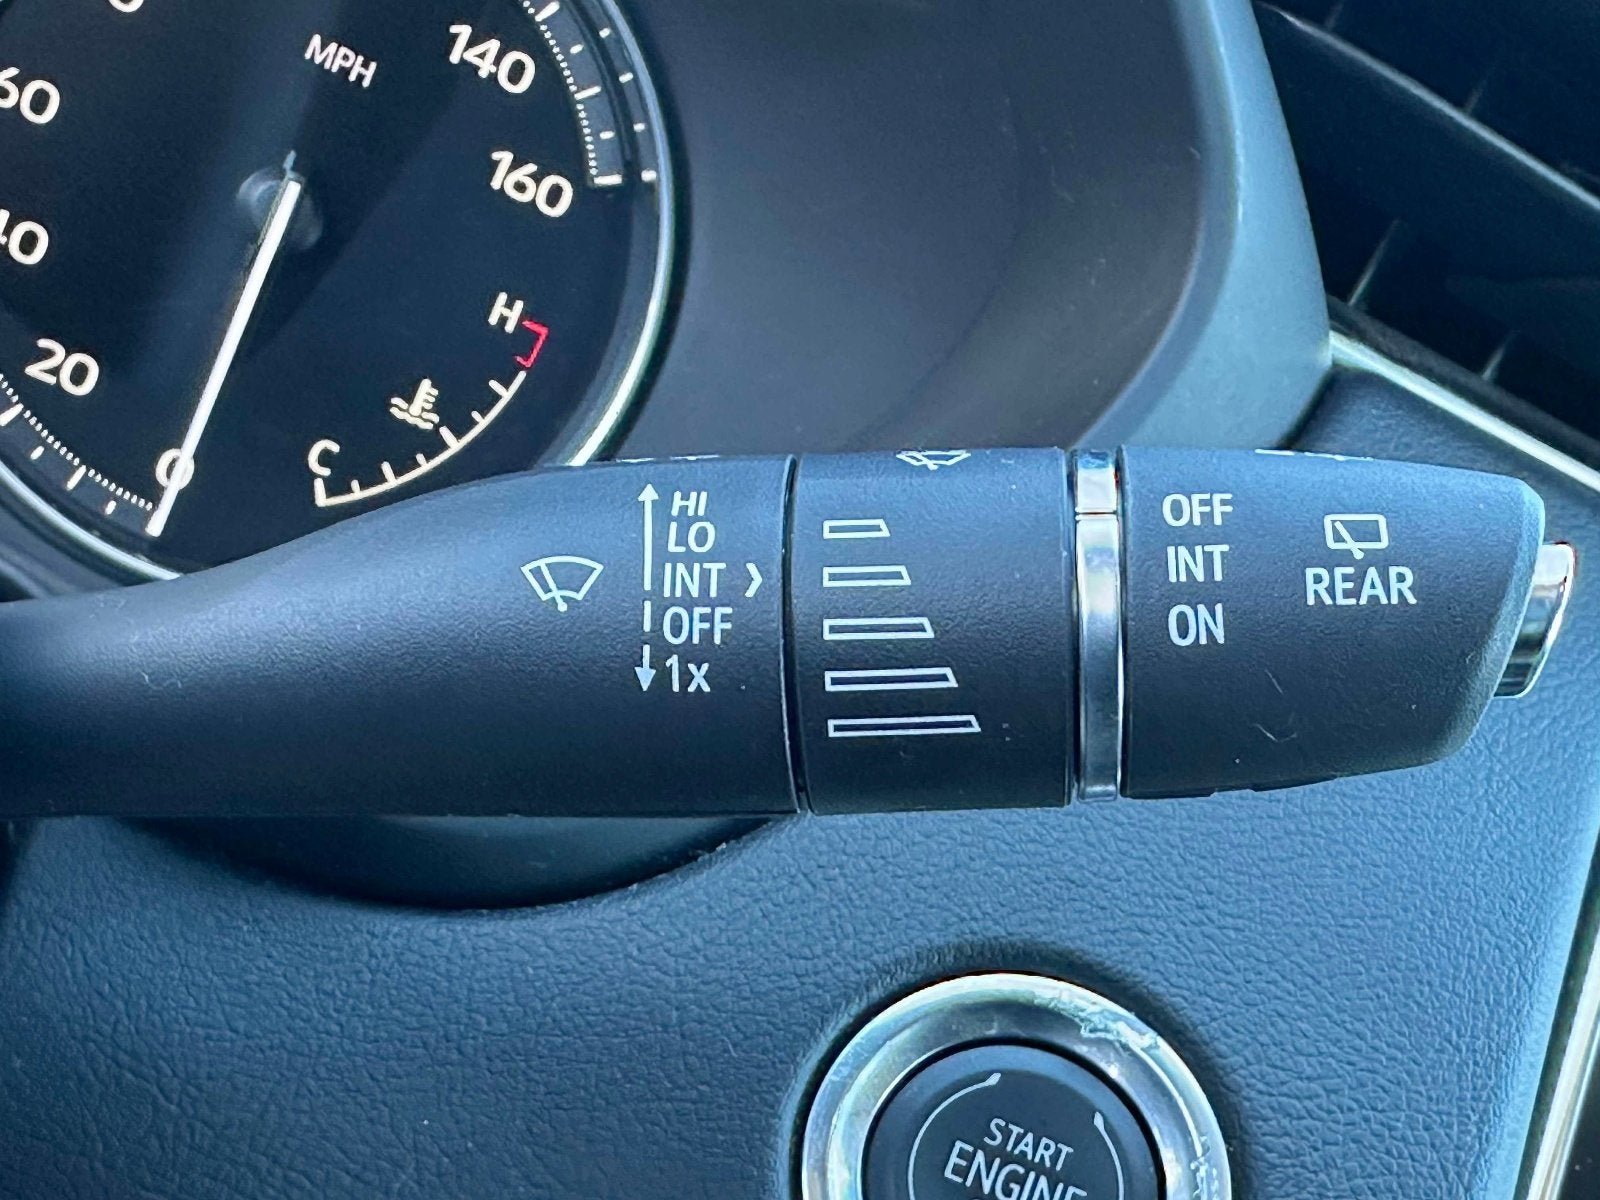 MPH
140
160
60
40
20
0
H
C
HI
LO
INT
OFF
1x
OFF
INT
ON
REAR
START
ENGINE